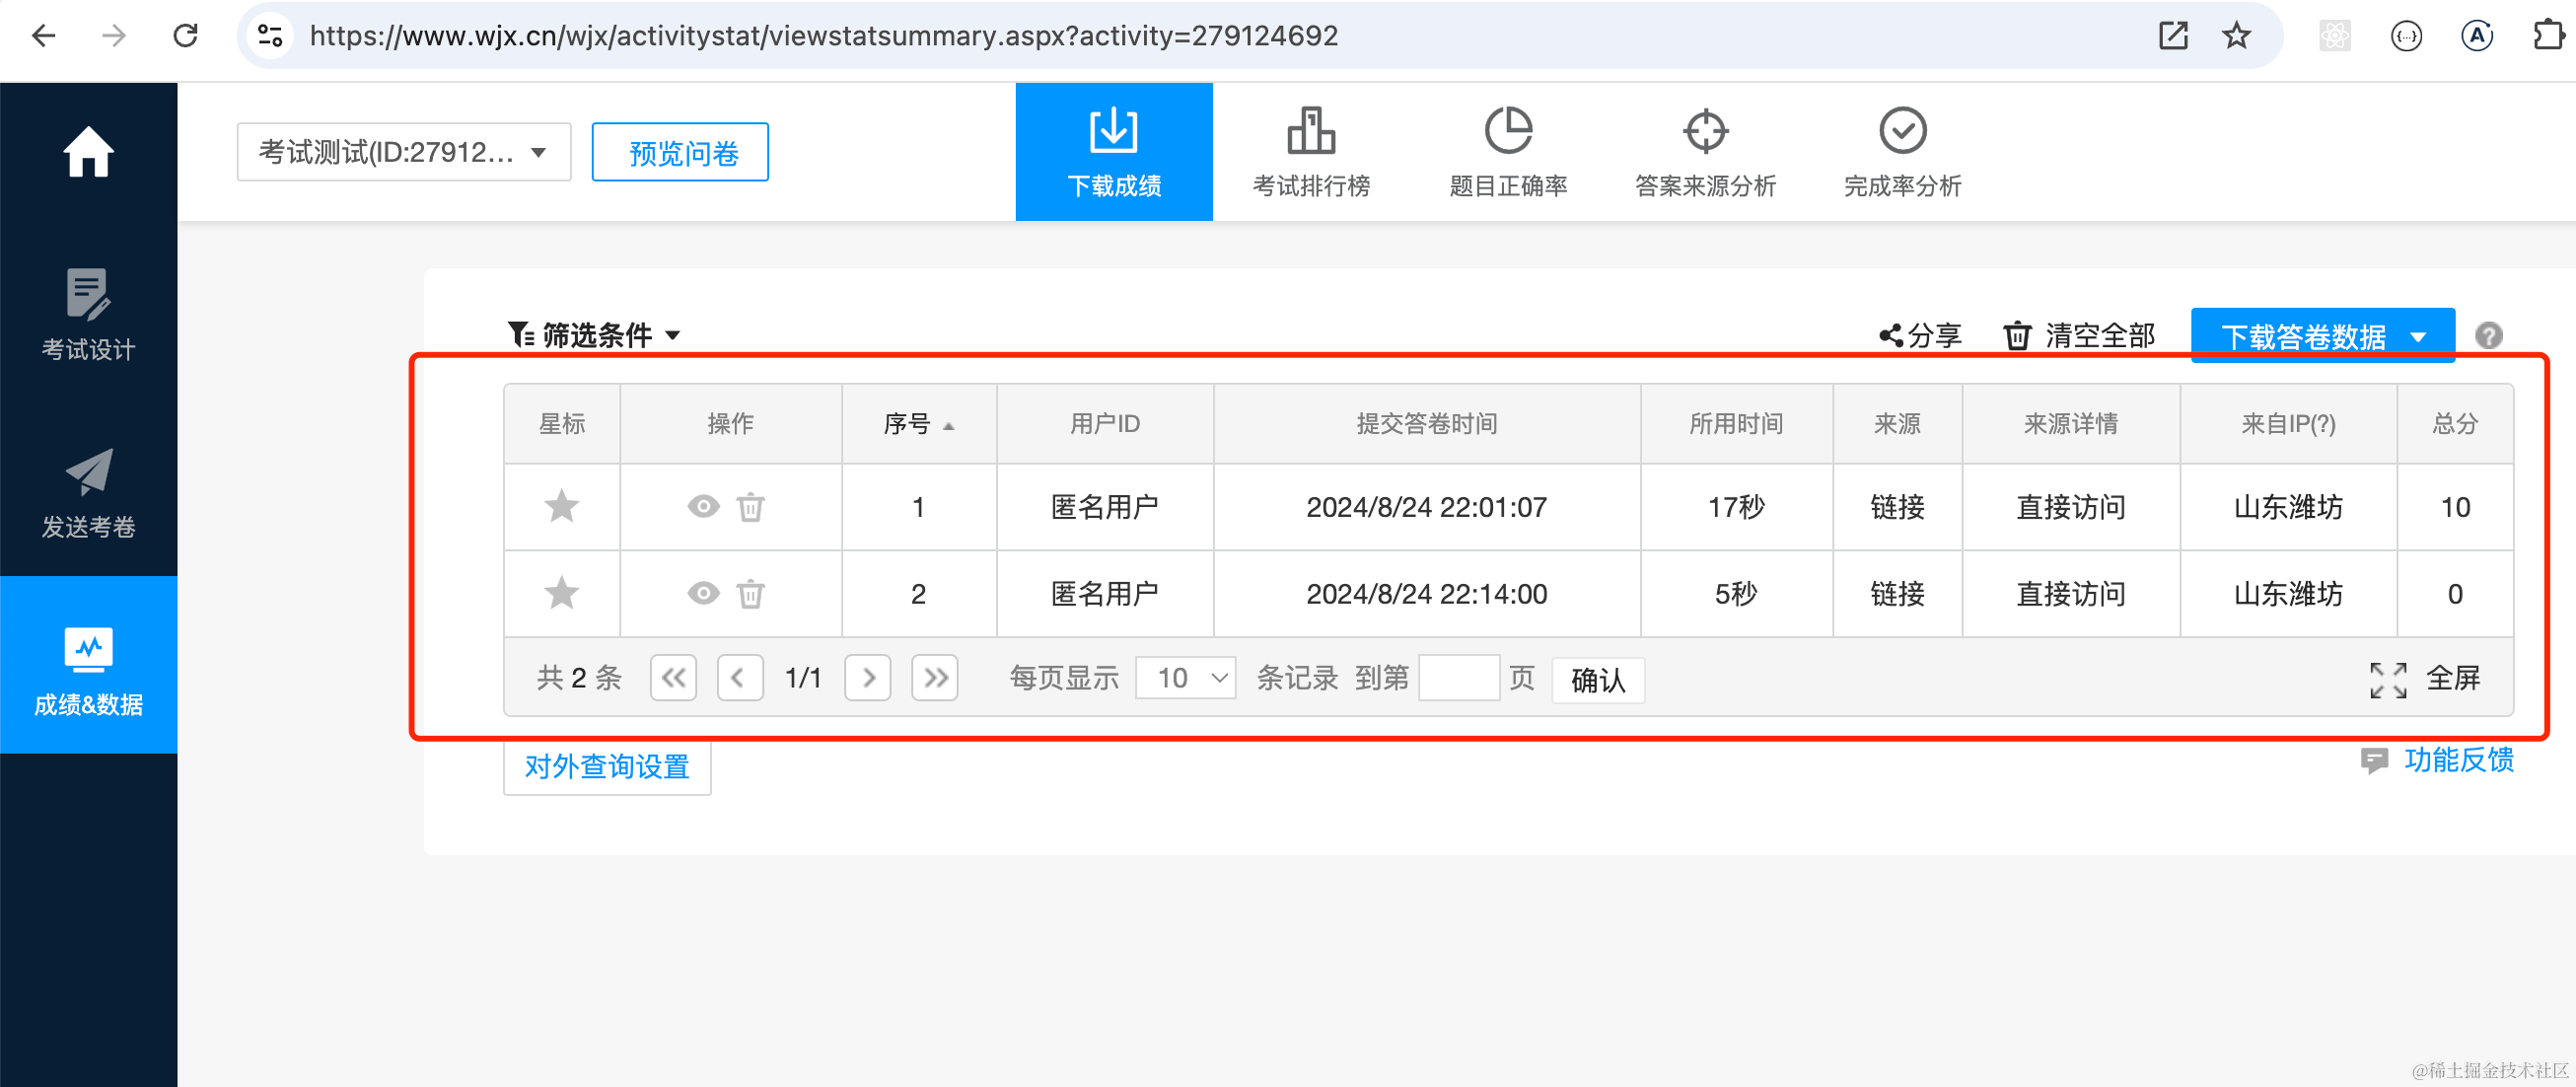 https://www.wjx.cn/wjx/activitystat/viewstatsummary.aspx?activity=279124692
考试测试(ID:27912...
预览问卷
下载成绩
考试排行榜
题目正确率
答案来源分析
完成率分析
考试设计
发送考卷
成绩&数据
筛选条件
分享
清空全部
下载答卷数据
星标 操作 序号 用户ID 提交答卷时间 所用时间 来源 来源详情 来自IP(?) 总分
1 匿名用户 2024/8/24 22:01:07 17秒 链接 直接访问 山东潍坊 10
2 匿名用户 2024/8/24 22:14:00 5秒 链接 直接访问 山东潍坊 0
共 2 条 1/1 每页显示 10 条记录 到第 页 确认 全屏
对外查询设置
功能反馈
@稀土掘金技术社区